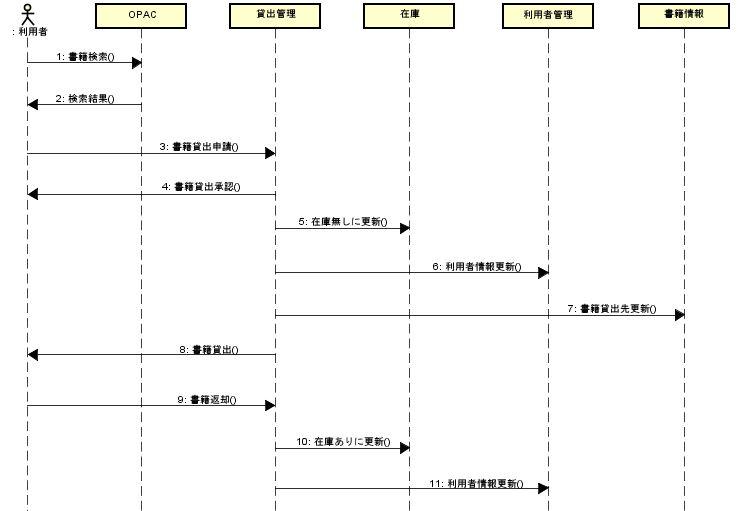 OPAC
貸出管理
在庫
利用者管理
書籍情報
: 利用者
1: 書籍検索()
2: 検索結果()
3: 書籍貸出申請()
4: 書籍貸出承認()
5: 在庫無しに更新()
6: 利用者情報更新()
7: 書籍貸出先更新()
8: 書籍貸出()
9: 書籍返却()
10: 在庫ありに更新()
11: 利用者情報更新()